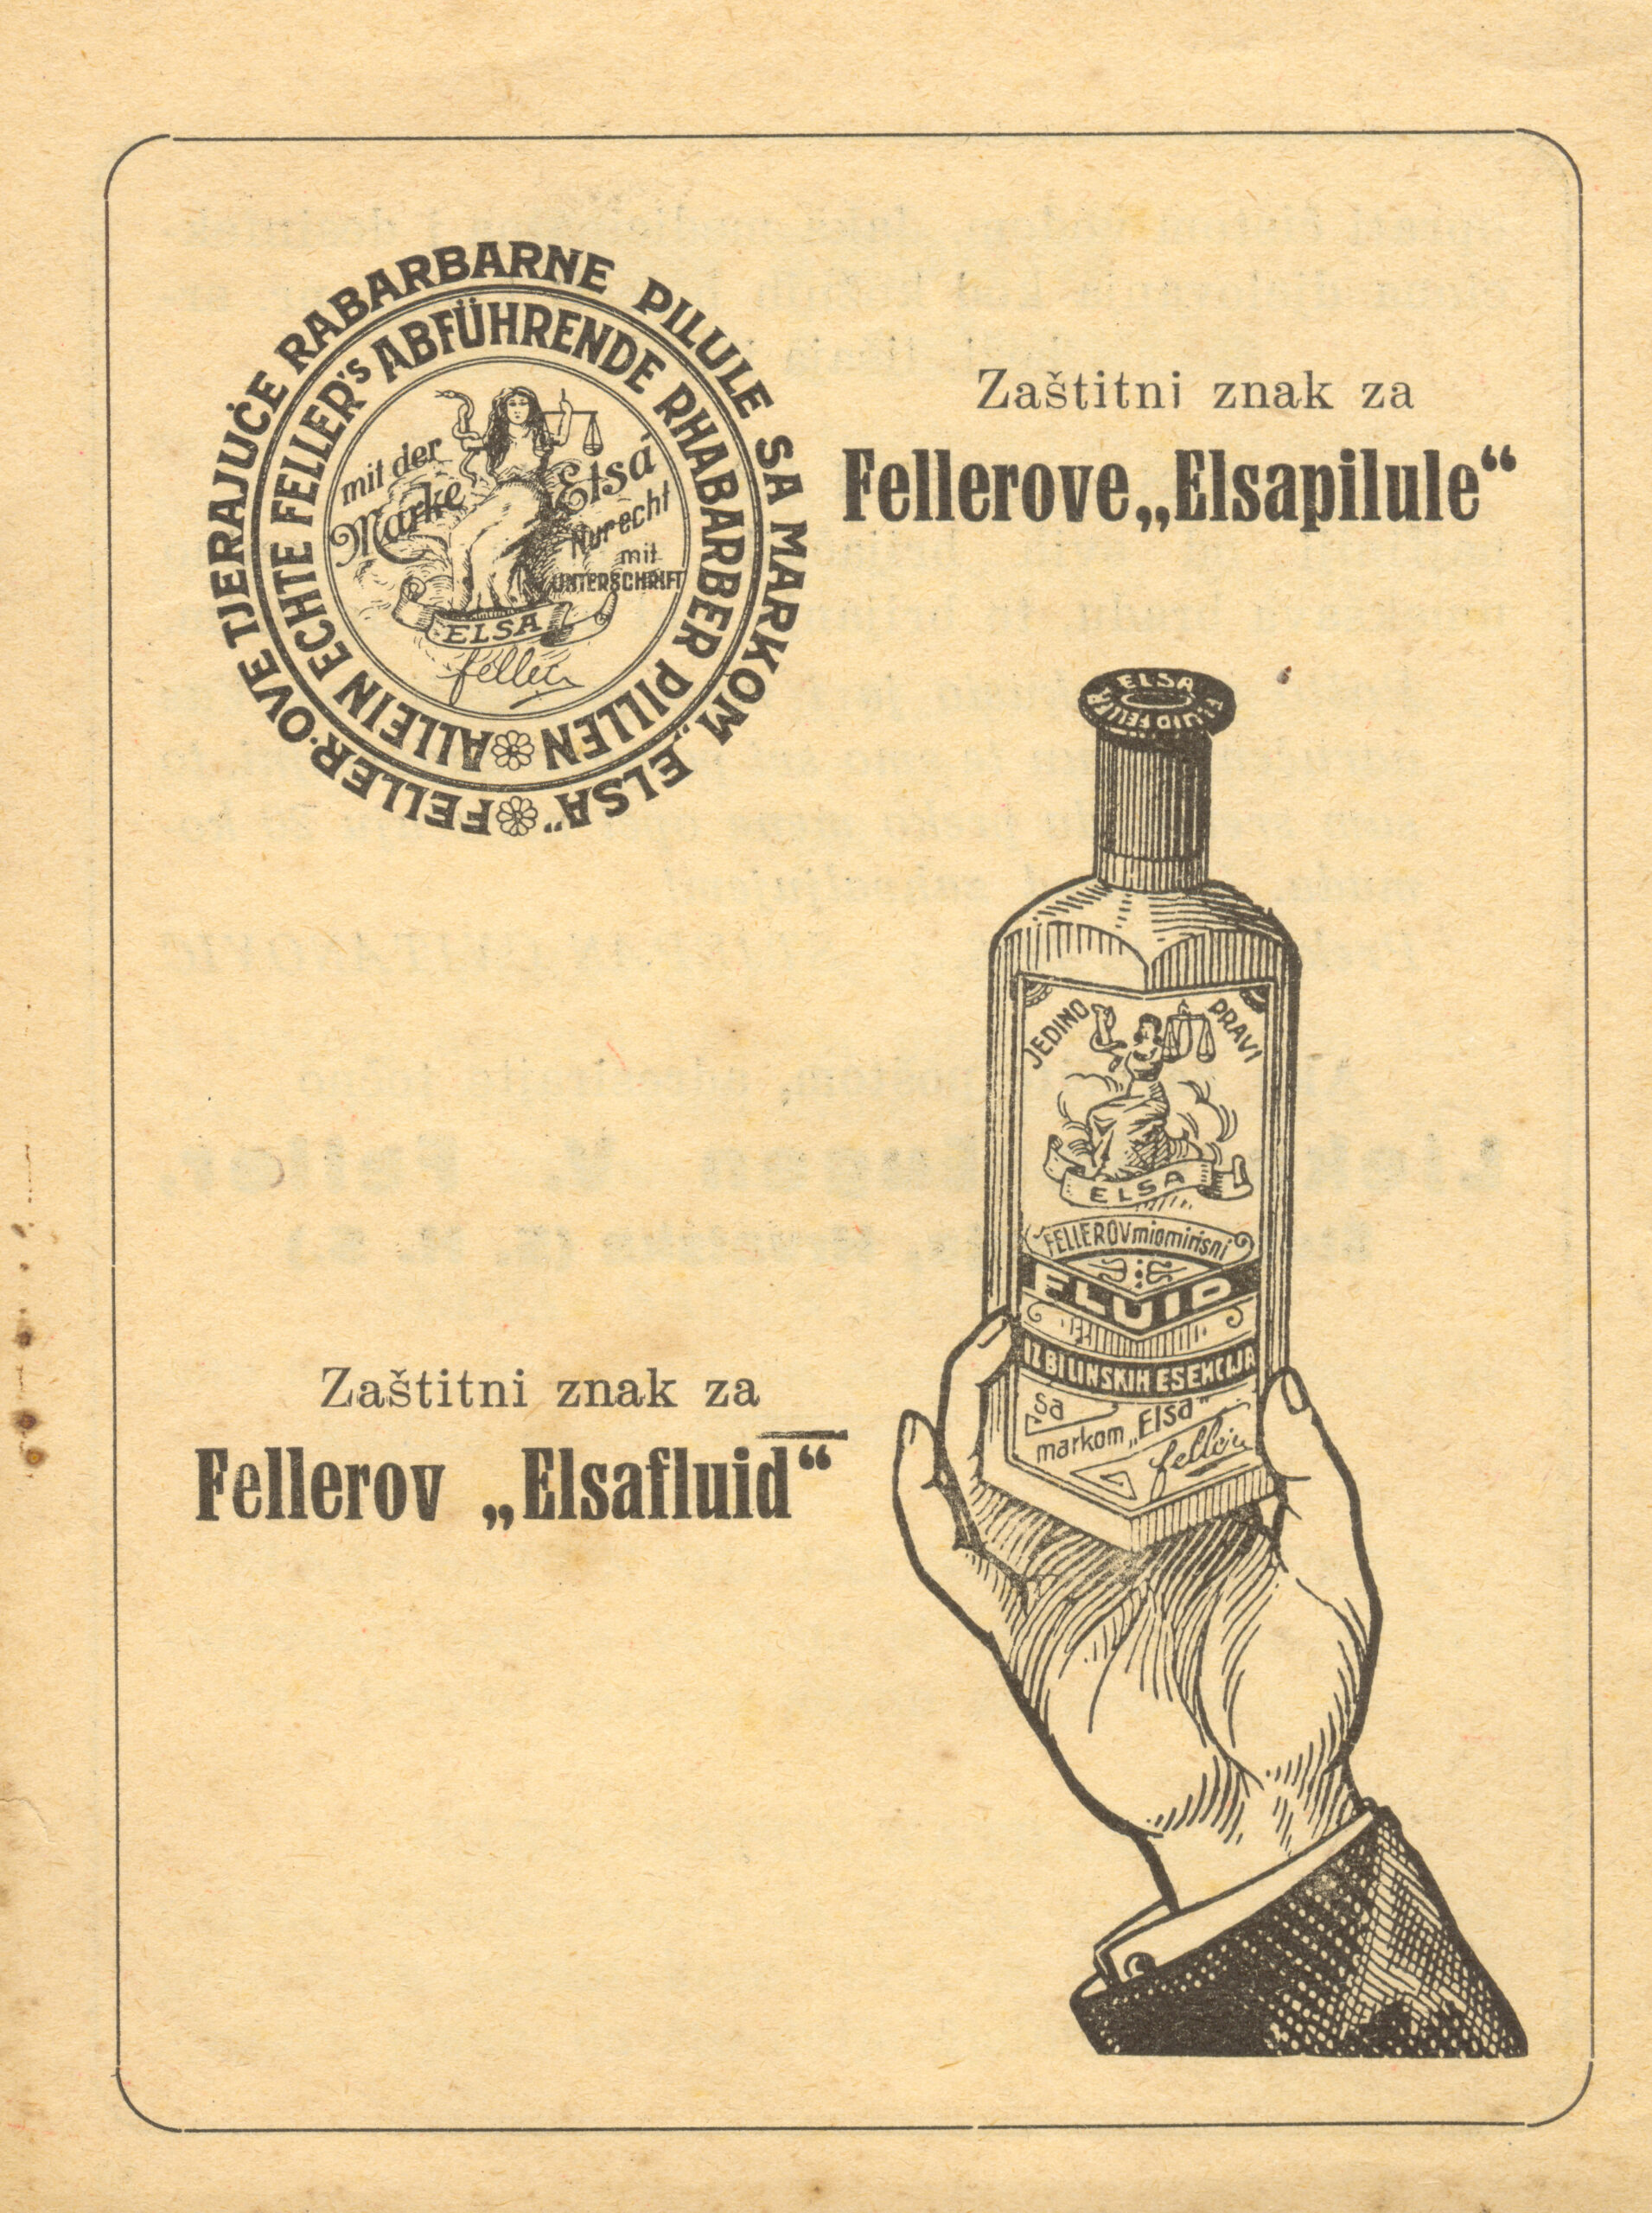 FELLER-OVE TJERAJUĆE RABARBARNE PILULE SA MARKOM „ELSA“
ALLEIN ECHTE FELLER'S ABFÜHRENDE RHABARBER PILLEN
mit der
Marke
Elsa
Nur echt
mit
UNTERSCHRIFT
ELSA
Feller
Zaštitni znak za
Fellerove „Elsapilule“
ELSA
FLUID FELLER
JEDINO PRAVI
ELSA
FELLEROV miomirisni
FLUID
IZ BILINSKIH ESENCIJA
sa
markom „Elsa“
Feller
Zaštitni znak za
Fellerov „Elsafluid“